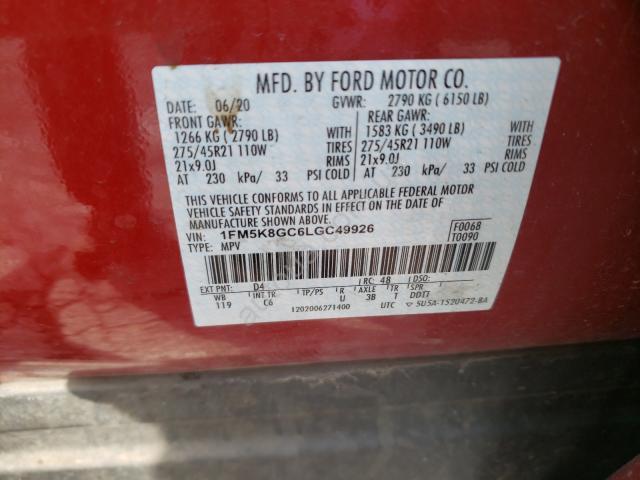 MFD. BY FORD MOTOR CO.
DATE: 06/20 GVWR: 2790 KG ( 6150 LB)
FRONT GAWR: REAR GAWR:
1266 KG ( 2790 LB) WITH 1583 KG ( 3490 LB) WITH
275/45R21 110W TIRES 275/45R21 110W TIRES
21x9.0J RIMS 21x9.0J RIMS
AT 230 kPa/ 33 PSI COLD AT 230 kPa/ 33 PSI COLD
THIS VEHICLE CONFORMS TO ALL APPLICABLE FEDERAL MOTOR
VEHICLE SAFETY STANDARDS IN EFFECT ON THE DATE OF
MANUFACTURE SHOWN ABOVE.
VIN: 1FM5K8GC6LGC49926 F0068
TYPE: MPV T0090
EXT PNT: D4 RC: 48 DSO:
WB INT TR TP/PS R AXLE TR SPR
119 C6 U 3B T DDTT
1202006271400 UTC 5U5A-1520472-BA